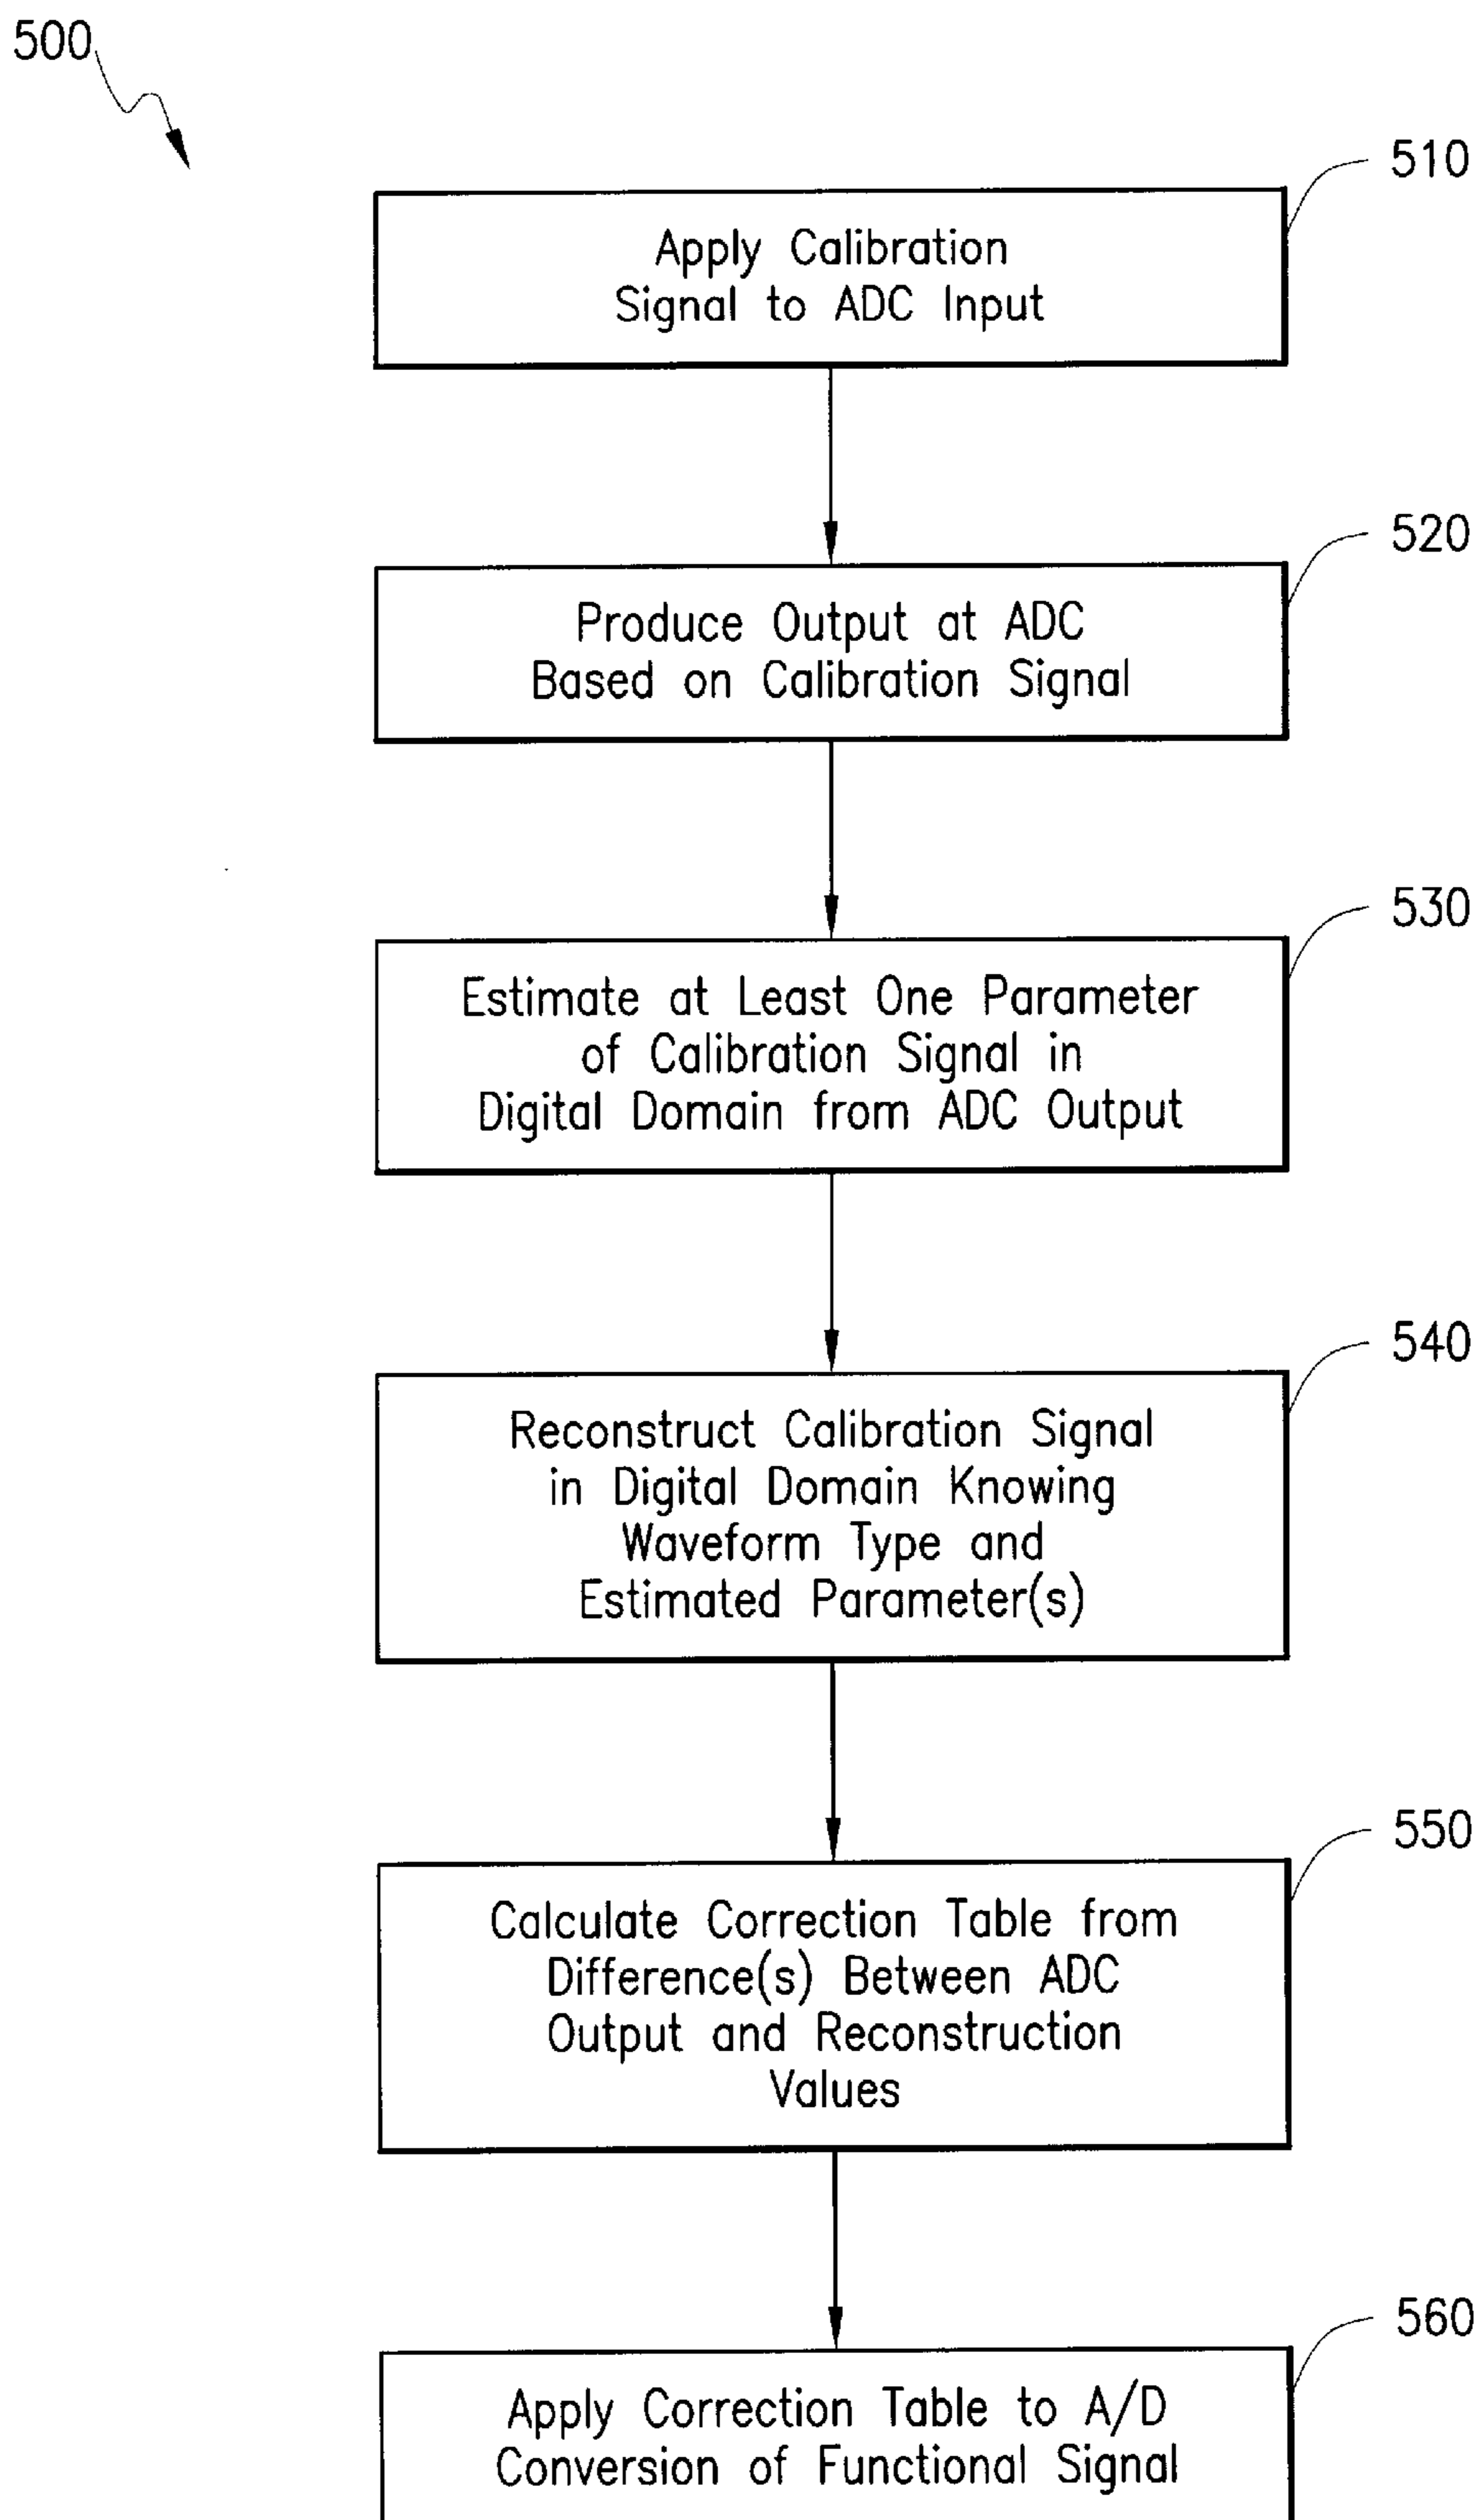 500
510
Apply Calibration
Signal to ADC Input
520
Produce Output at ADC
Based on Calibration Signal
530
Estimate at Least One Parameter
of Calibration Signal in
Digital Domain from ADC Output
540
Reconstruct Calibration Signal
in Digital Domain Knowing
Waveform Type and
Estimated Parameter(s)
550
Calculate Correction Table from
Difference(s) Between ADC
Output and Reconstruction
Values
560
Apply Correction Table to A/D
Conversion of Functional Signal